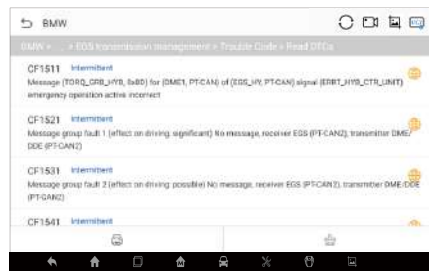 BMW
BMW > ... > EGS transmission management > Trouble Code > Read DTCs
CF1511 Intermittent
Message (TORQ_CRB_HYB, 0xBD) for (DME1, PT-CAN) of (EGS_HY, PT-CAN) signal (ERRT_HYB_CTR_UNIT)
emergency operation active incorrect
CF1521 Intermittent
Message group fault 1 (effect on driving: significant) No message, receiver EGS (PT-CAN2), transmitter DME/
DDE (PT-CAN2)
CF1531 Intermittent
Message group fault 2 (effect on driving: possible) No message, receiver EGS (PT-CAN2), transmitter DME/DDE
(PT-CAN2)
CF1541 Intermittent